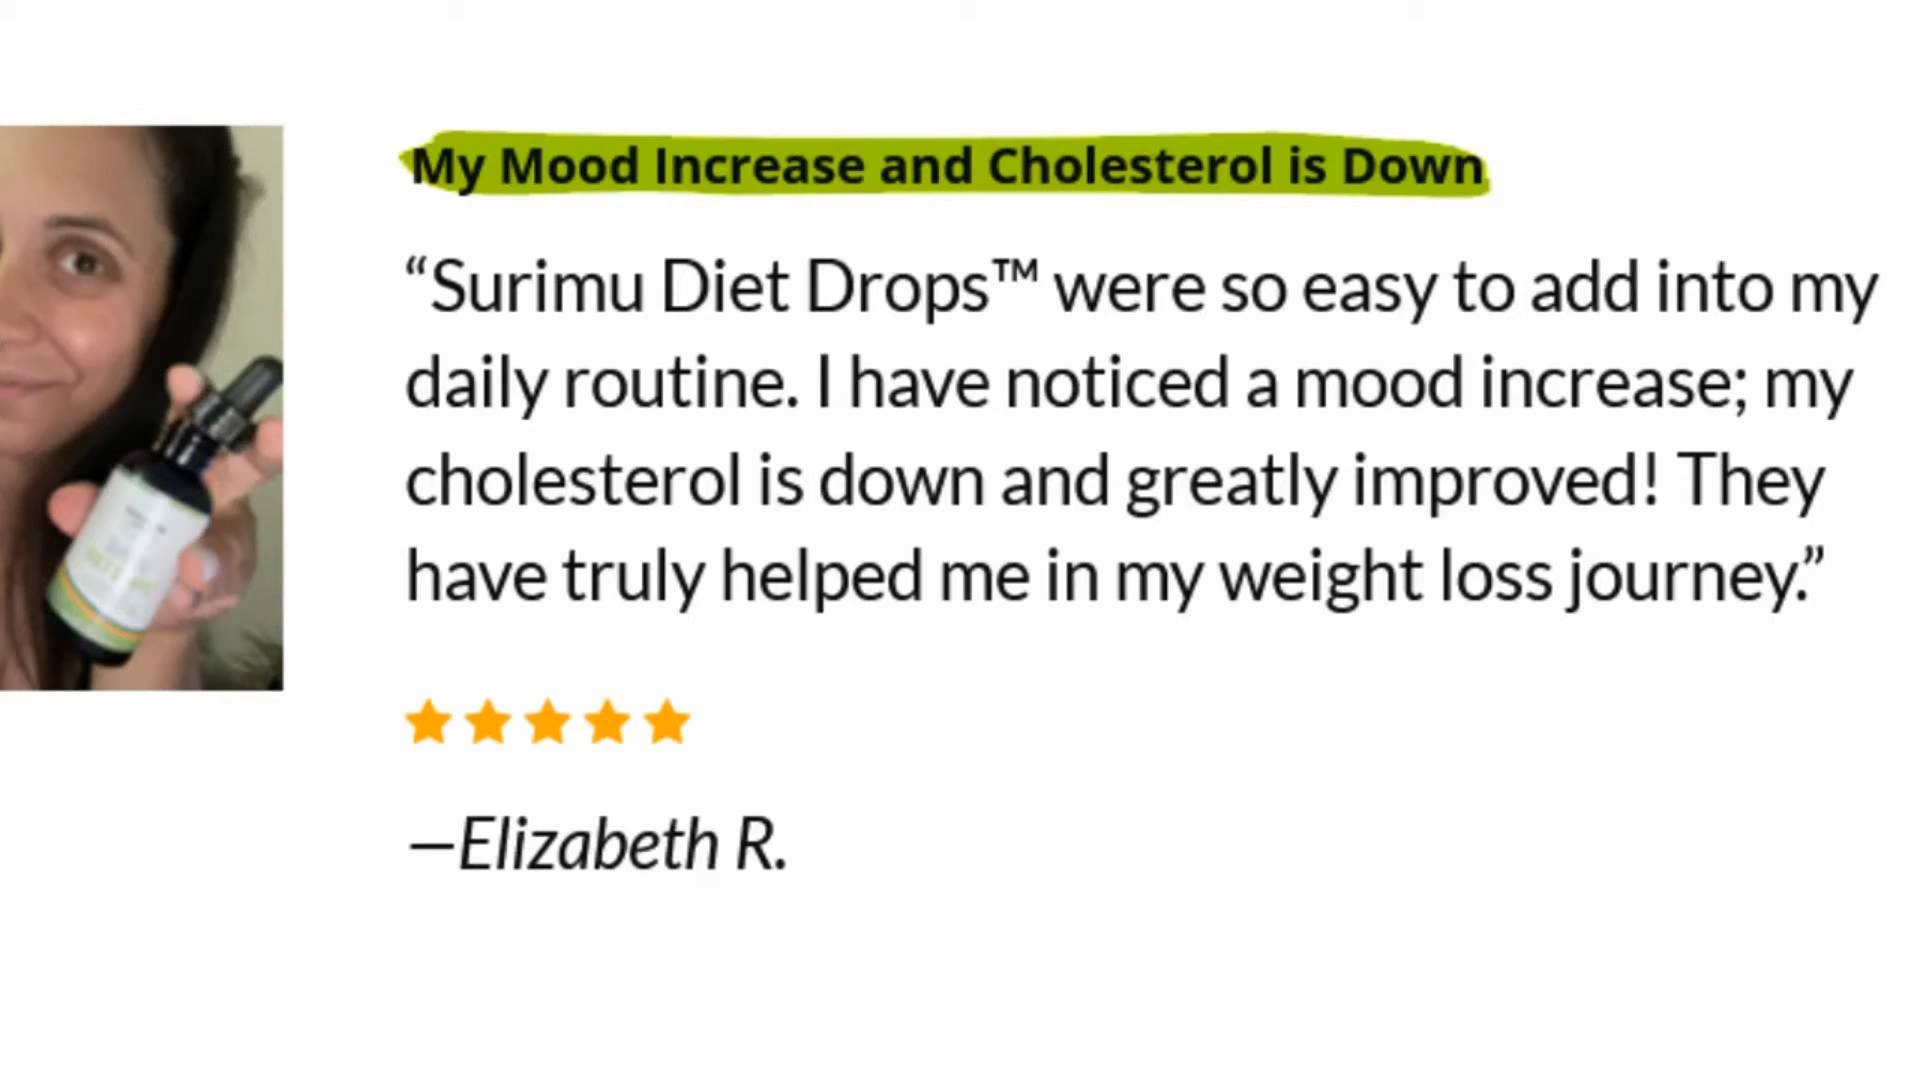 My Mood Increase and Cholesterol is Down
“Surimu Diet Drops™ were so easy to add into my
daily routine. I have noticed a mood increase; my
cholesterol is down and greatly improved! They
have truly helped me in my weight loss journey.”
—Elizabeth R.